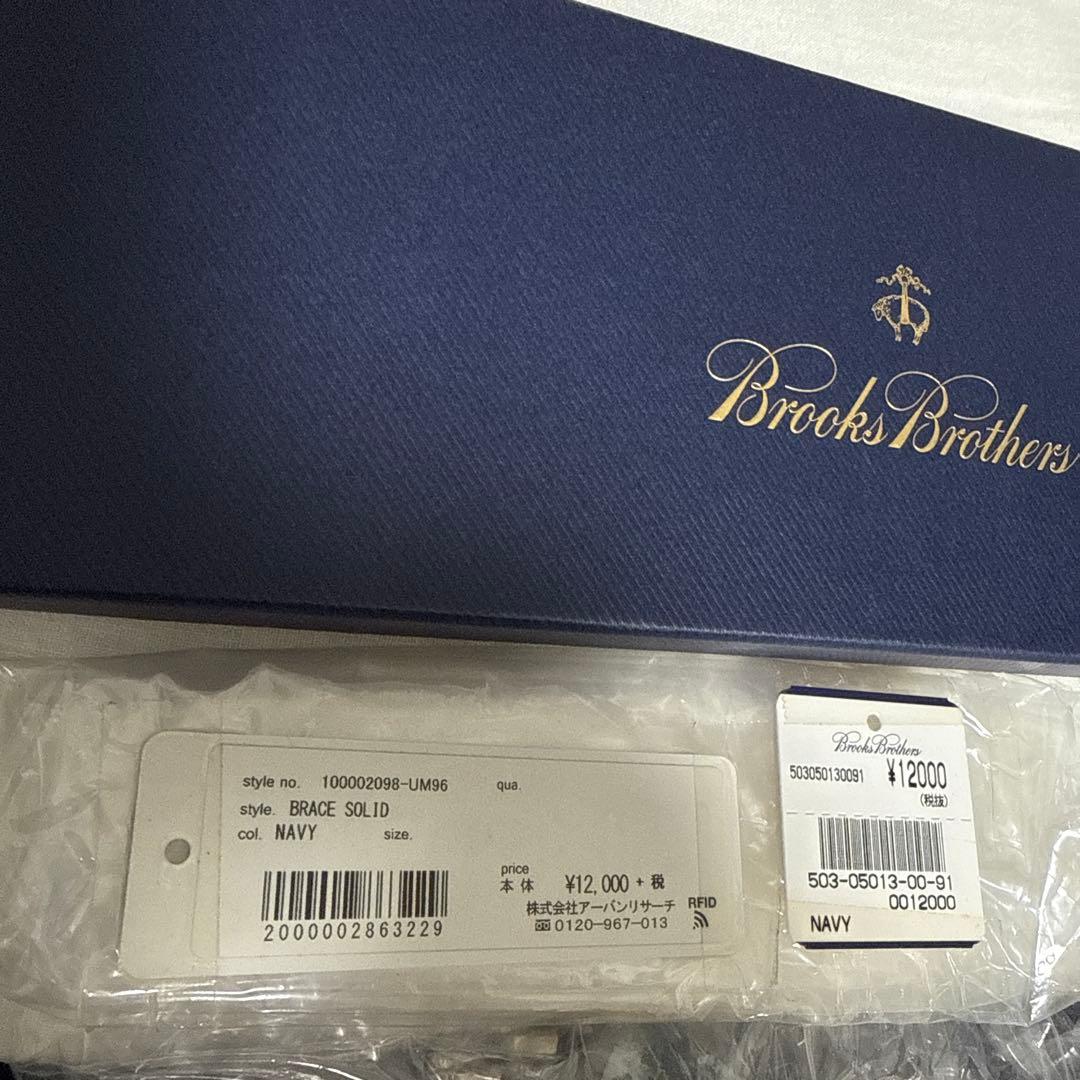 Brooks Brothers
style no. 100002098-UM96 qua.
style. BRACE SOLID
col. NAVY size.
price
本体 ¥12,000 + 税
株式会社アーバンリサーチ RFID
0120-967-013
2000002863229
Brooks Brothers
503050130091 ¥12000
(税抜)
503-05013-00-91
0012000
NAVY